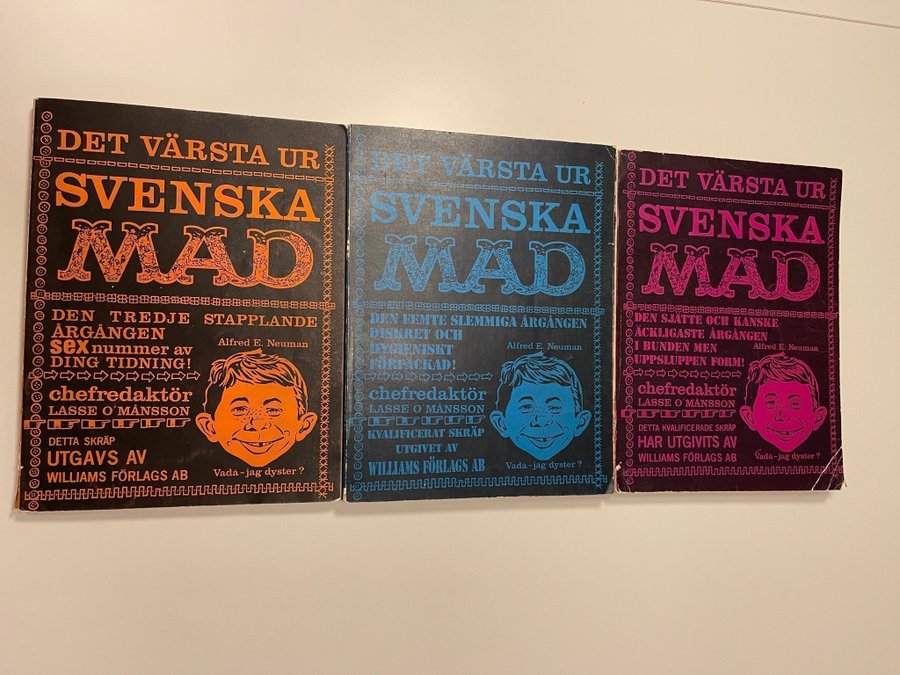 DET VÄRSTA UR
SVENSKA
MAD
DEN TREDJE STAPPLANDE
ÅRGÅNGEN
sex nummer av
DING TIDNING!
Alfred E. Neuman
chefredaktör
LASSE O'MÅNSSON
DETTA SKRÄP
UTGAVS AV
WILLIAMS FÖRLAGS AB
Vada-jag dyster?
DET VÄRSTA UR
SVENSKA
MAD
DEN FEMTE SLEMMIGA ÅRGÅNGEN
DISKRET OCH
HYGIENISKT
FÖRPACKAD!
Alfred E. Neuman
chefredaktör
LASSE O MÅNSSON
KVALIFICERAT SKRÄP
UTGIVET AV
WILLIAMS FÖRLAGS AB
Vada-jag dyster?
DET VÄRSTA UR
SVENSKA
MAD
DEN SJÄTTE OCH KANSKE
ÄCKLIGASTE ÅRGÅNGEN
I BUNDEN MEN
UPPSLUPPEN FORM!
Alfred E. Neuman
chefredaktör
LASSE O'MÅNSSON
DETTA KVALIFICERADE SKRÄP
HAR UTGIVITS AV
WILLIAMS FÖRLAGS AB
Vada-jag dyster?